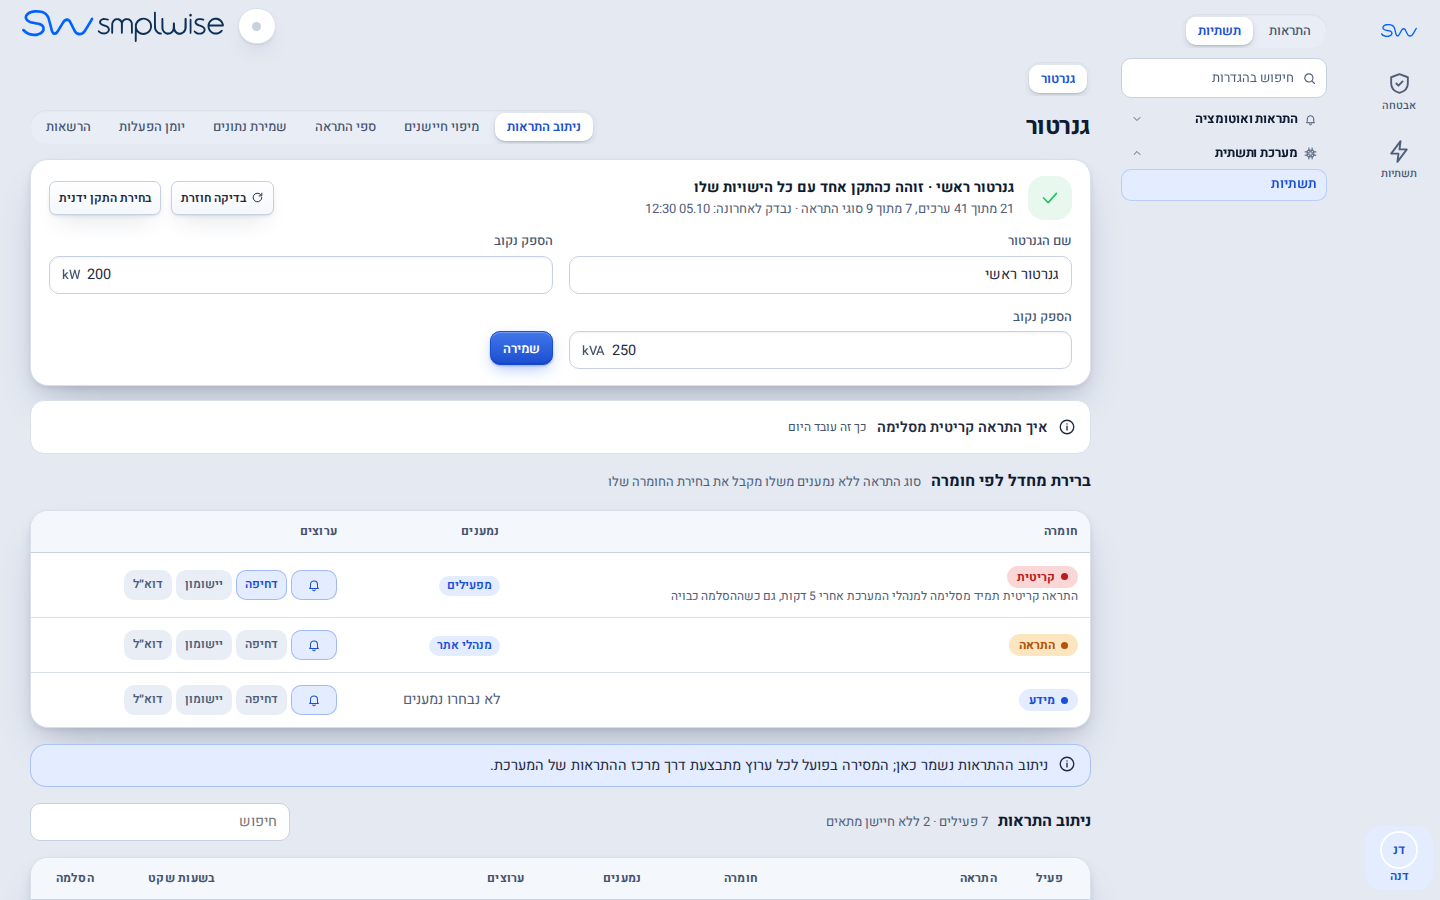 smplwise
אבטחה
תשתיות
דנ
דנה
התראות
תשתיות
חיפוש בהגדרות
התראות ואוטומציה
מערכת ותשתית
תשתיות
גנרטור
גנרטור
ניתוב התראות
מיפוי חיישנים
ספי התראה
שמירת נתונים
יומן הפעלות
הרשאות
גנרטור ראשי · זוהה כהתקן אחד עם כל הישויות שלו
21 מתוך 41 ערכים, 7 מתוך 9 סוגי התראה · נבדק לאחרונה: 05.10 12:30
בדיקה חוזרת
בחירת התקן ידנית
שם הגנרטור
הספק נקוב
גנרטור ראשי
200 kW
הספק נקוב
250 kVA
שמירה
איך התראה קריטית מסלימה כך זה עובד היום
ברירת מחדל לפי חומרה סוג התראה ללא נמענים משלו מקבל את בחירת החומרה שלו
חומרה נמענים ערוצים
קריטית
התראה קריטית תמיד מסלימה למנהלי המערכת אחרי 5 דקות, גם כשההסלמה כבויה
מפעילים
דחיפה יישומון דוא"ל
התראה מנהלי אתר דחיפה יישומון דוא"ל
מידע לא נבחרו נמענים דחיפה יישומון דוא"ל
ניתוב ההתראות נשמר כאן; המסירה בפועל לכל ערוץ מתבצעת דרך מרכז ההתראות של המערכת.
ניתוב התראות 7 פעילים · 2 ללא חיישן מתאים
חיפוש
פעיל התראה חומרה נמענים ערוצים בשעות שקט הסלמה